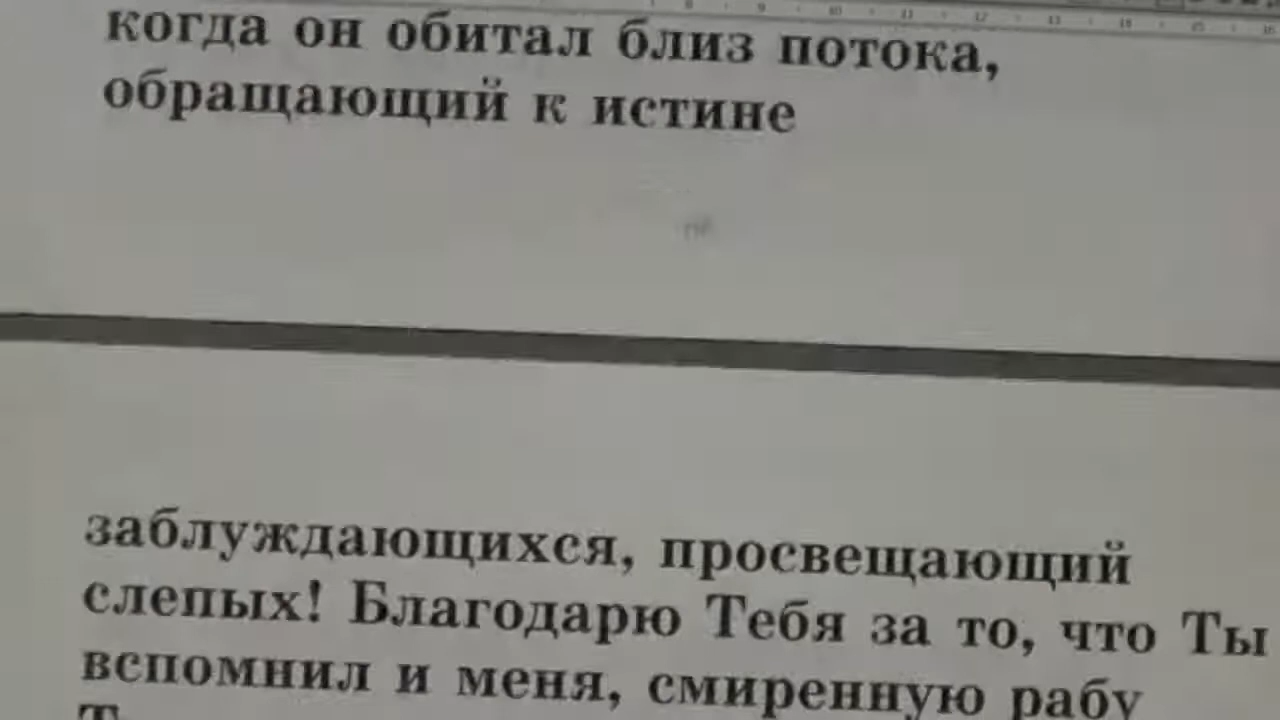 когда он обитал близ потока,
обращающий к истине
заблуждающихся, просвещающий
слепых! Благодарю Тебя за то, что Ты
вспомнил и меня, смиренную рабу